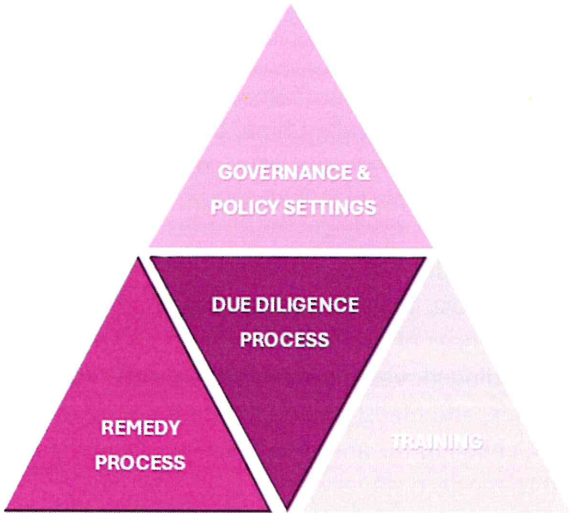 GOVERNANCE &
POLICY SETTINGS
DUE DILIGENCE
PROCESS
REMEDY
PROCESS
TRAINING